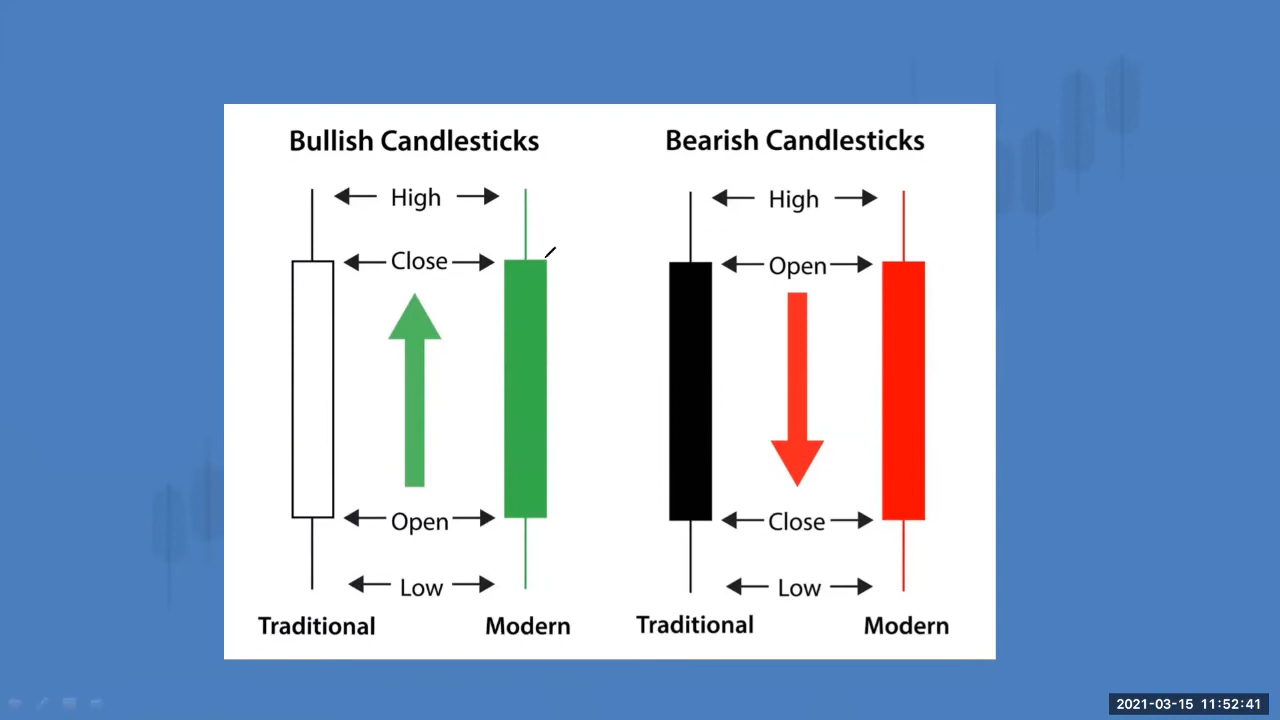 Bullish Candlesticks
High
Close
Open
Low
Traditional Modern
Bearish Candlesticks
High
Open
Close
Low
Traditional Modern
2021-03-15 11:52:41